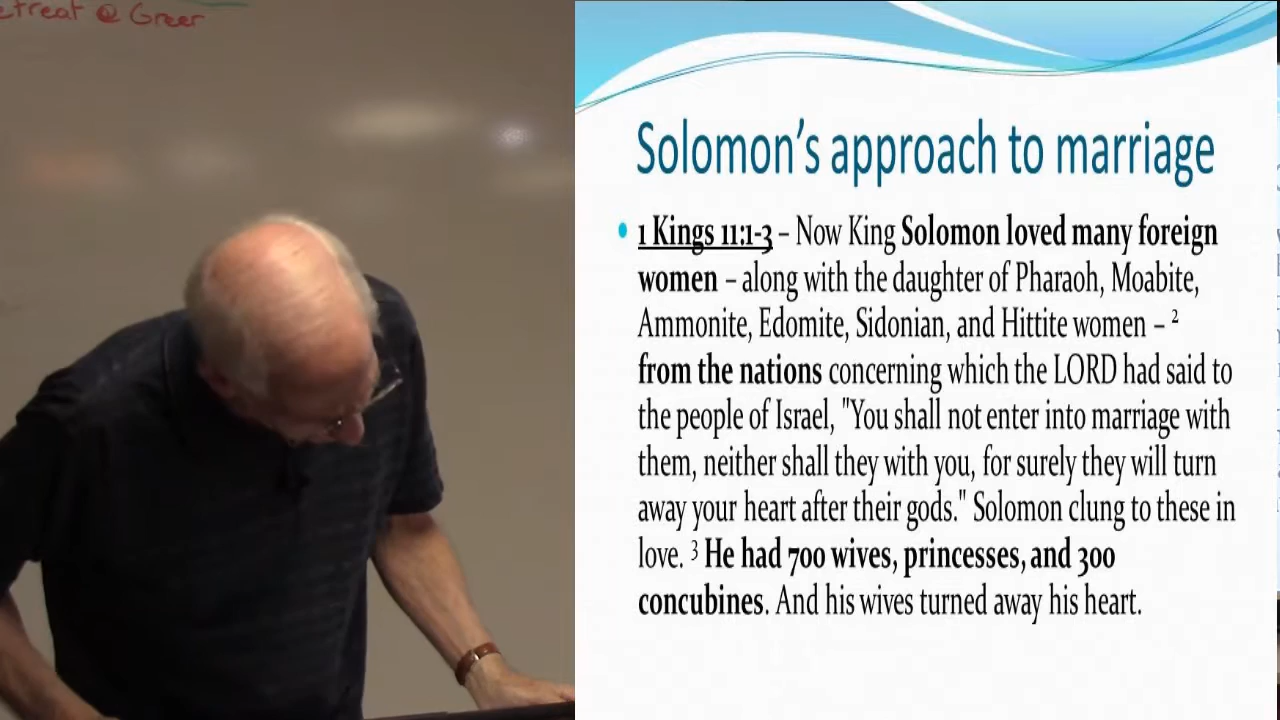 etreat @ Greer
Solomon's approach to marriage
• 1 Kings 11:1-3 – Now King Solomon loved many foreign
women – along with the daughter of Pharaoh, Moabite,
Ammonite, Edomite, Sidonian, and Hittite women – ²
from the nations concerning which the LORD had said to
the people of Israel, "You shall not enter into marriage with
them, neither shall they with you, for surely they will turn
away your heart after their gods." Solomon clung to these in
love. ³ He had 700 wives, princesses, and 300
concubines. And his wives turned away his heart.